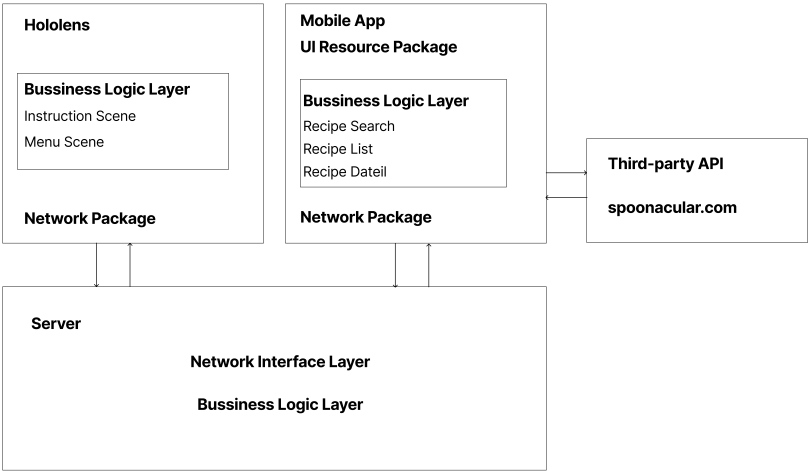 Hololens
Bussiness Logic Layer
Instruction Scene
Menu Scene
Network Package
Mobile App
UI Resource Package
Bussiness Logic Layer
Recipe Search
Recipe List
Recipe Dateil
Network Package
Third-party API
spoonacular.com
Server
Network Interface Layer
Bussiness Logic Layer